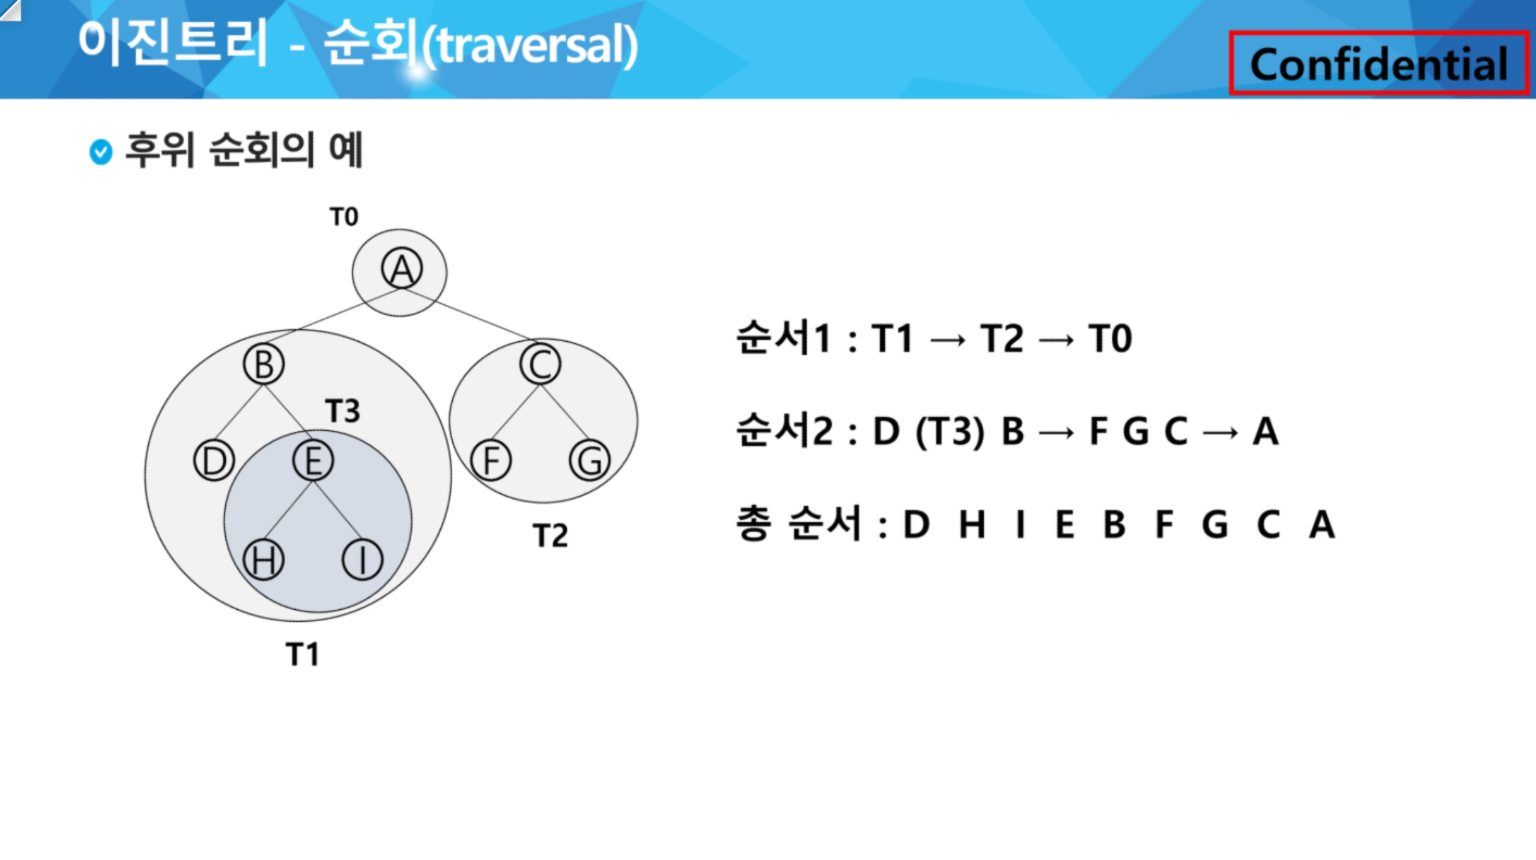 이진트리 - 순회(traversal)
Confidential
후위 순회의 예
T0
A
B
C
T3
D
E
F
G
H
I
T2
T1
순서1 : T1 → T2 → T0
순서2 : D (T3) B → F G C → A
총 순서 : D H I E B F G C A